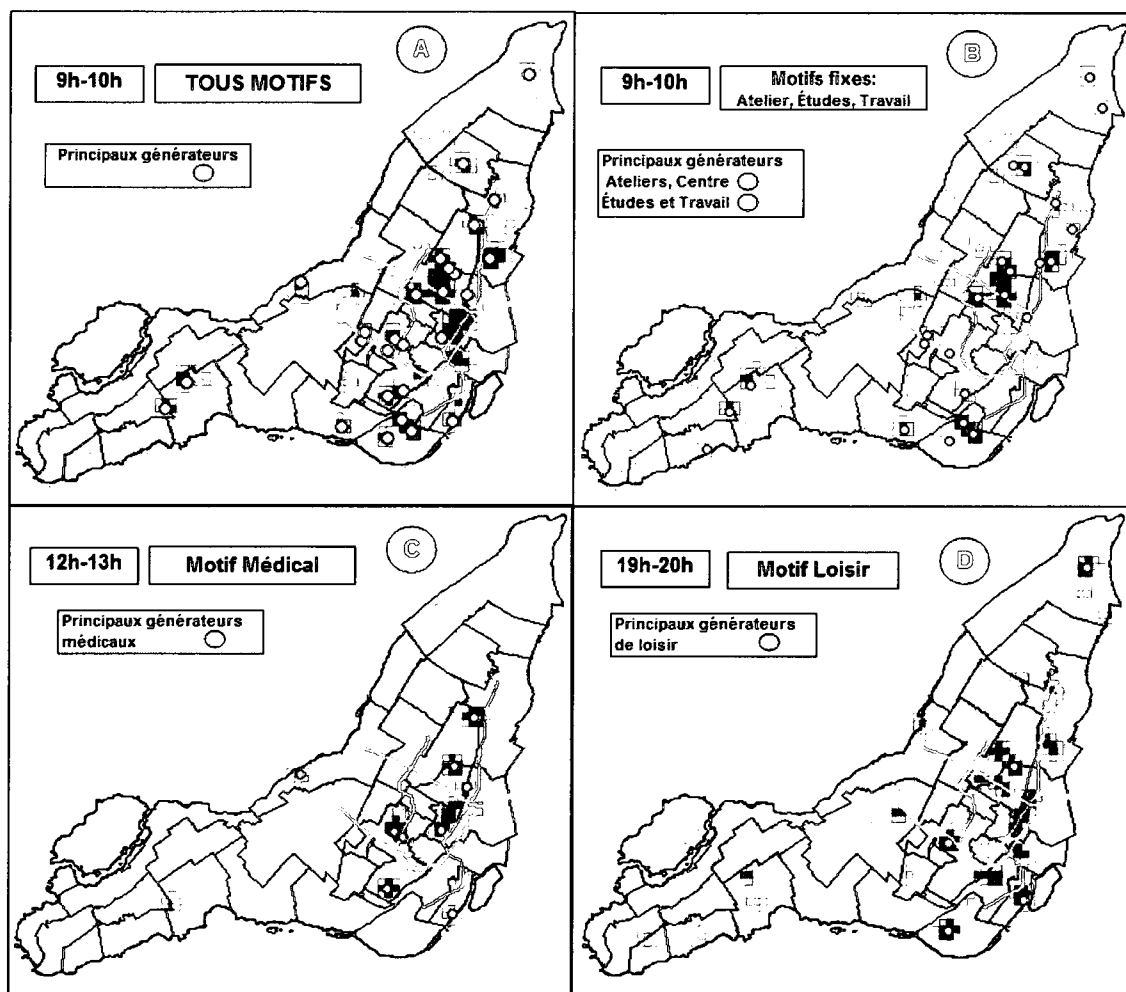 A
9h-10h TOUS MOTIFS
Principaux générateurs
B
9h-10h Motifs fixes:
Atelier, Études, Travail
Principaux générateurs
Ateliers, Centre
Études et Travail
C
12h-13h Motif Médical
Principaux générateurs
médicaux
D
19h-20h Motif Loisir
Principaux générateurs
de loisir